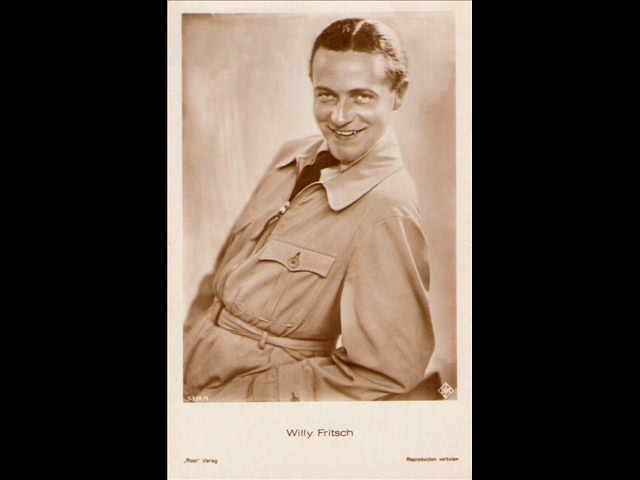 Willy Fritsch
„Ross" Verlag
Reproduction verboten